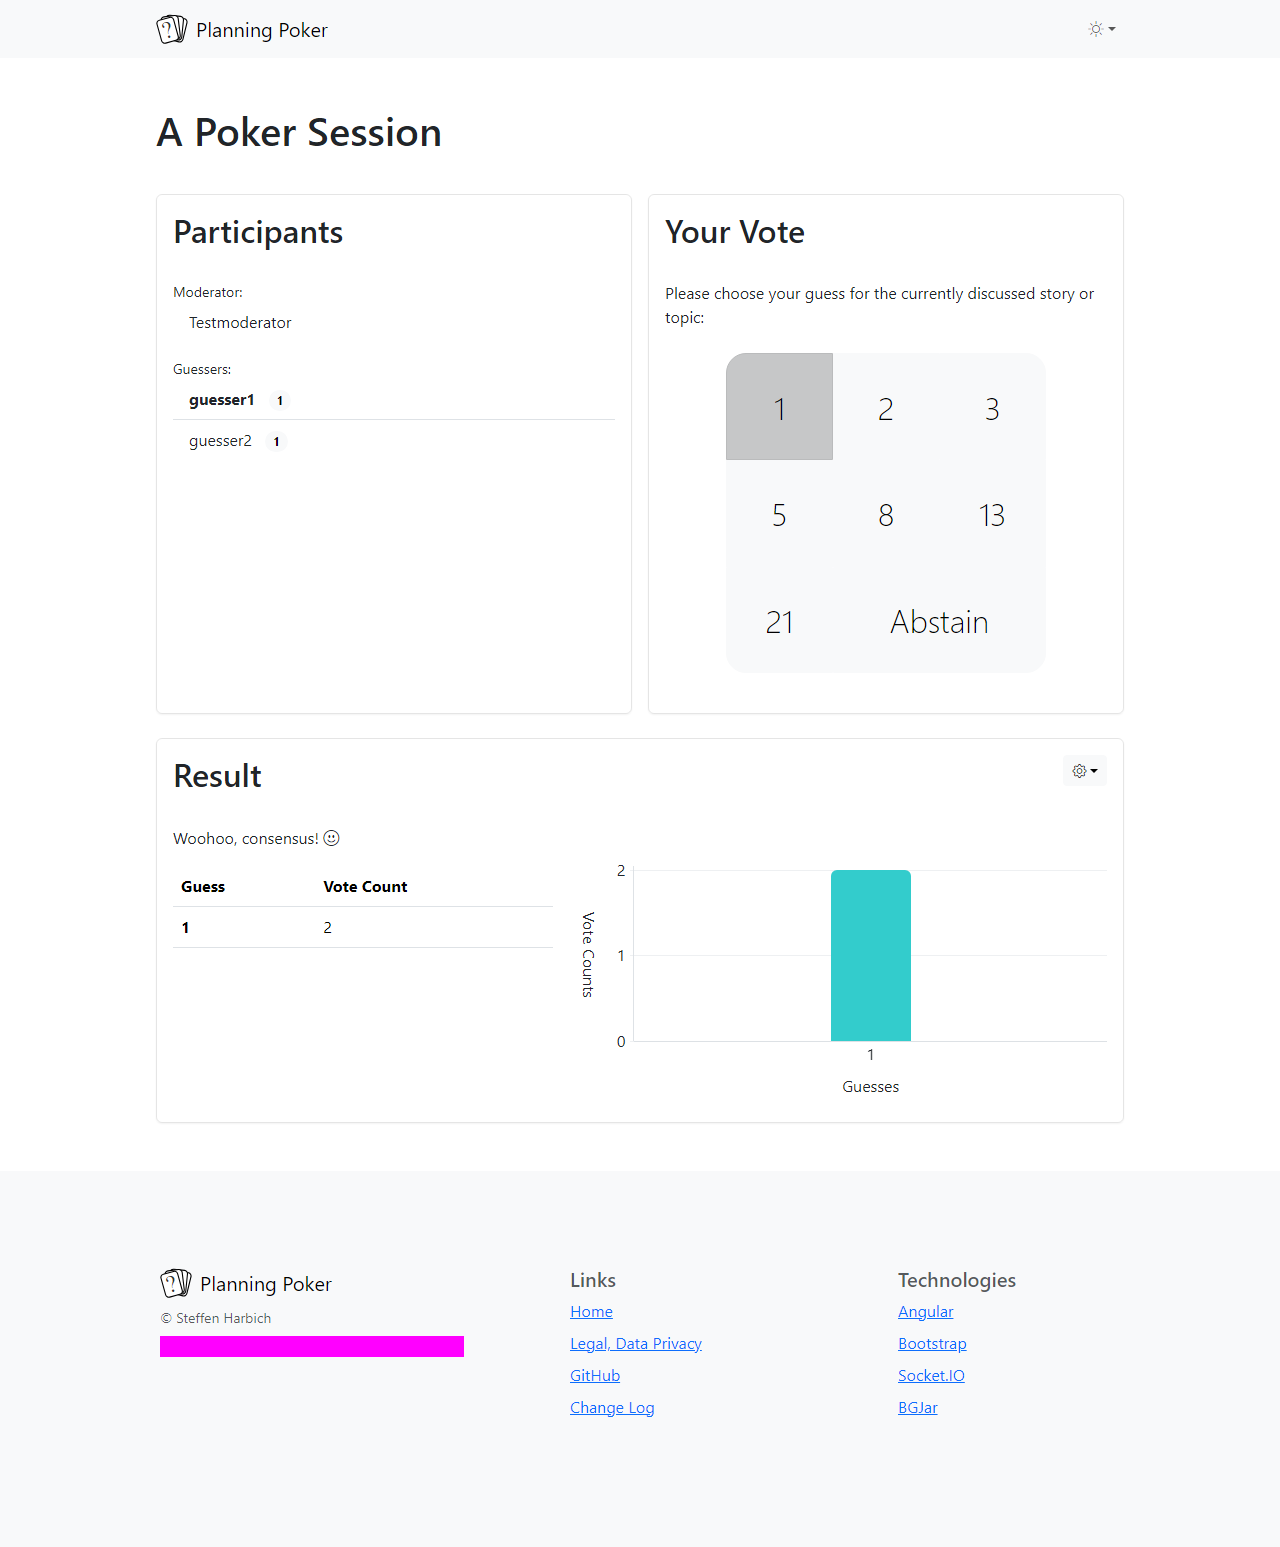 Planning Poker
A Poker Session
Participants
Moderator:
Testmoderator
Guessers:
guesser1 1
guesser2 1
Your Vote
Please choose your guess for the currently discussed story or
topic:
1 2 3
5 8 13
21 Abstain
Result
Woohoo, consensus!
Guess Vote Count
1 2
Vote Counts
2
1
0
1
Guesses
? Planning Poker
© Steffen Harbich
Links
Home
Legal, Data Privacy
GitHub
Change Log
Technologies
Angular
Bootstrap
Socket.IO
BGJar